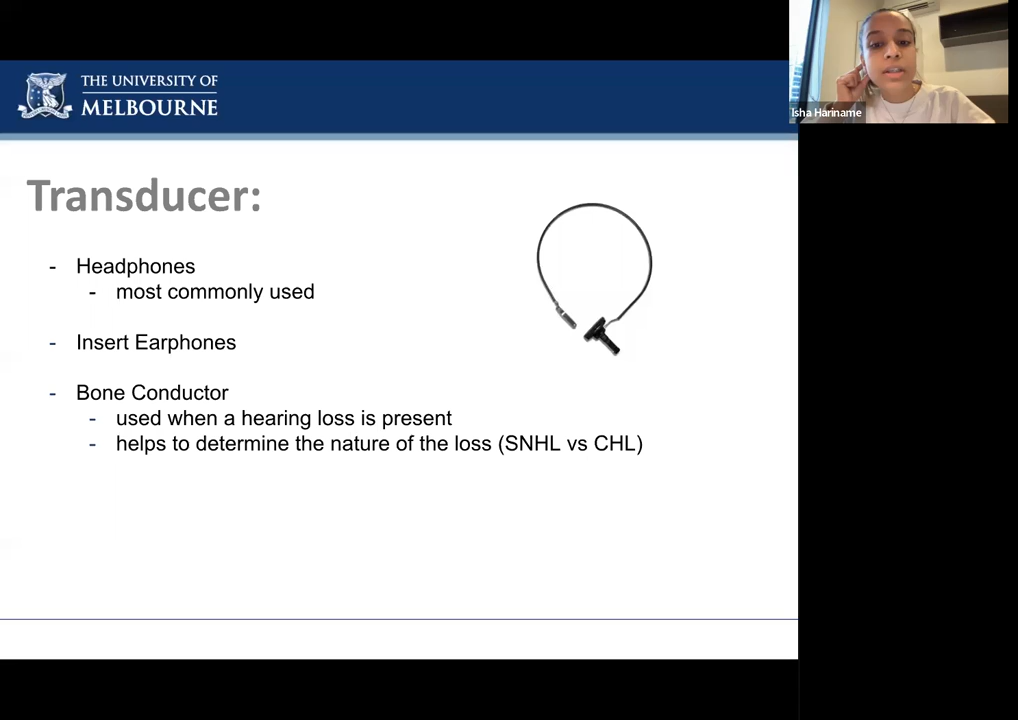 THE UNIVERSITY OF
MELBOURNE
Isha Hariname
Transducer:
- Headphones
- most commonly used
- Insert Earphones
- Bone Conductor
- used when a hearing loss is present
- helps to determine the nature of the loss (SNHL vs CHL)